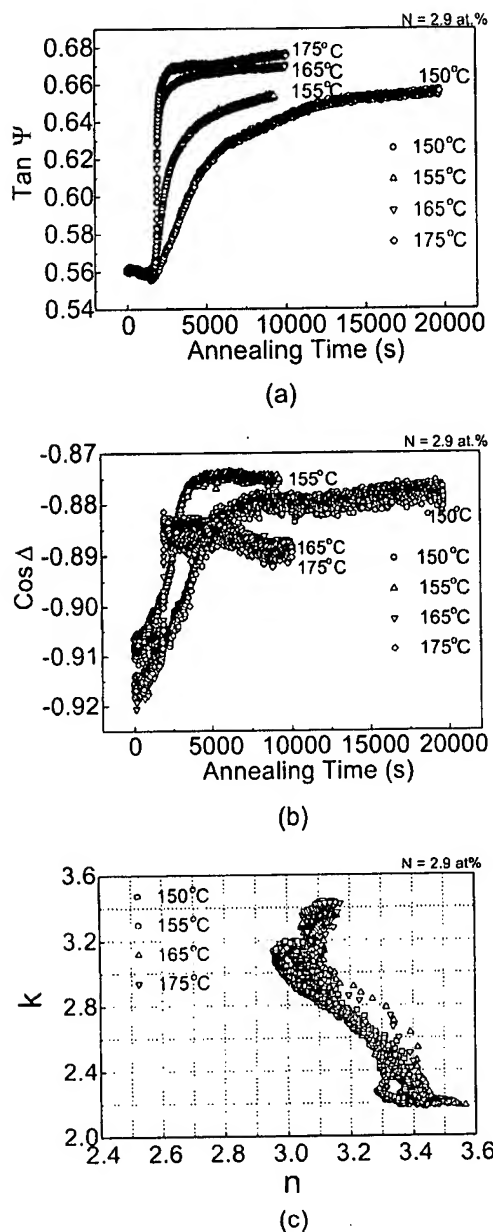 N = 2.9 at.%
Tan Ψ
0.68
0.66
0.64
0.62
0.60
0.58
0.56
0.54
175°C
165°C
155°C
150°C
○ 150°C
△ 155°C
▽ 165°C
◇ 175°C
0 5000 10000 15000 20000
Annealing Time (s)
(a)
N = 2.9 at.%
Cos Δ
-0.87
-0.88
-0.89
-0.90
-0.91
-0.92
155°C
150°C
165°C
175°C
○ 150°C
△ 155°C
▽ 165°C
◇ 175°C
0 5000 10000 15000 20000
Annealing Time (s)
(b)
N = 2.9 at%
k
3.6
3.2
2.8
2.4
2.0
150°C
155°C
165°C
175°C
2.4 2.6 2.8 3.0 3.2 3.4 3.6
n
(c)